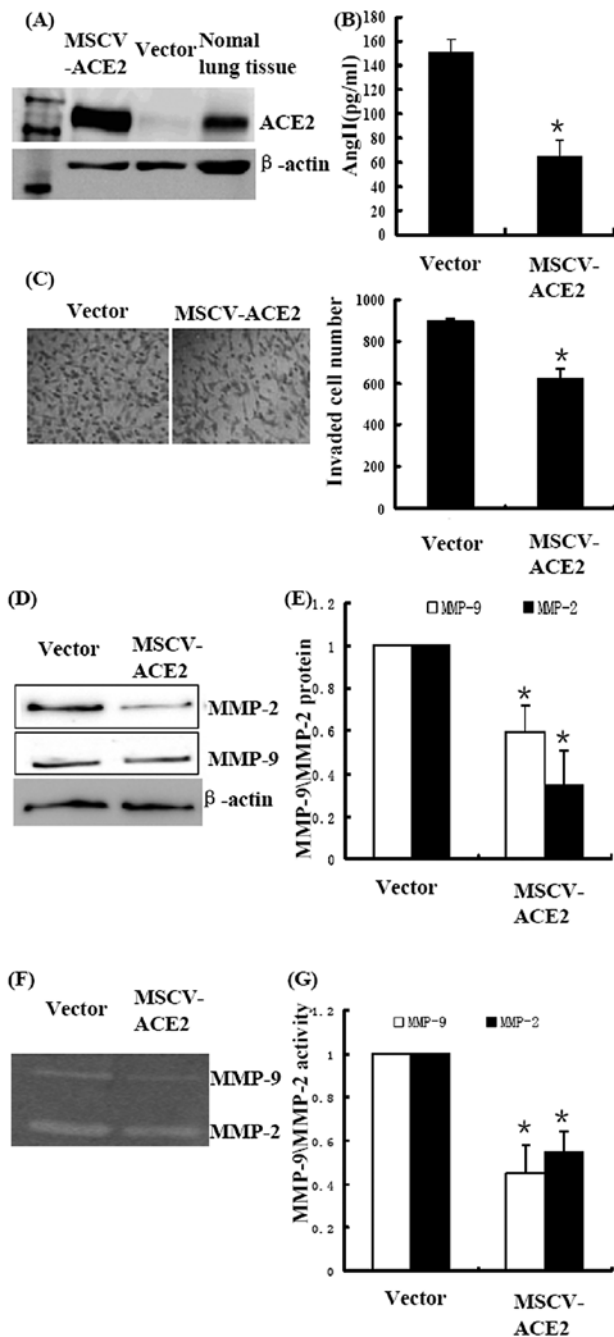 (A)
MSCV
-ACE2
Vector
Nomal
lung tissue
ACE2
β-actin
(B)
AngII(pg/ml)
180
160
140
120
100
80
60
40
20
0
*
Vector
MSCV-
ACE2
(C)
Vector
MSCV-ACE2
Invaded cell number
1000
800
600
400
200
0
*
Vector
MSCV-
ACE2
(D)
Vector
MSCV-
ACE2
MMP-2
MMP-9
β-actin
(E)
MMP-9\MMP-2 protein
1.2
1
0.8
0.6
0.4
0.2
0
MMP-9
MMP-2
*
*
Vector
MSCV-
ACE2
(F)
Vector
MSCV-
ACE2
MMP-9
MMP-2
(G)
MMP-9\MMP-2 activity
1.2
1
0.8
0.6
0.4
0.2
0
MMP-9
MMP-2
*
*
Vector
MSCV-
ACE2